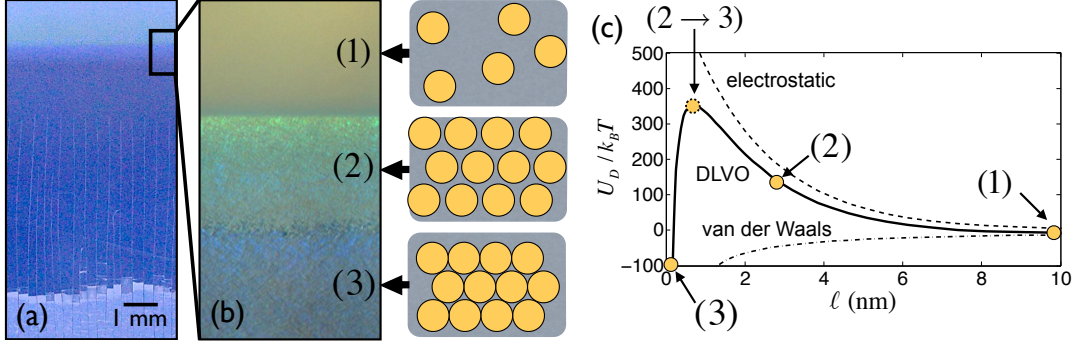 (a)
1 mm
(b)
(1)
(2)
(3)
(c)
(2 → 3)
500
400
300
200
100
0
−100
U_D / k_BT
electrostatic
DLVO
van der Waals
(2)
(1)
(3)
0
2
4
6
8
10
ℓ (nm)